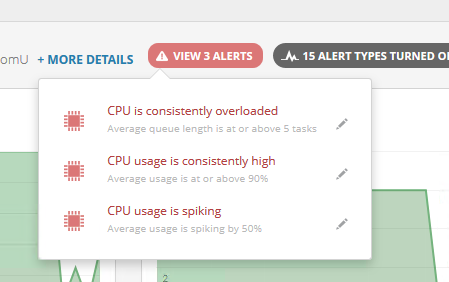 omU + MORE DETAILS VIEW 3 ALERTS 15 ALERT TYPES TURNED O
CPU is consistently overloaded
Average queue length is at or above 5 tasks
CPU usage is consistently high
Average usage is at or above 90%
CPU usage is spiking
Average usage is spiking by 50%
2